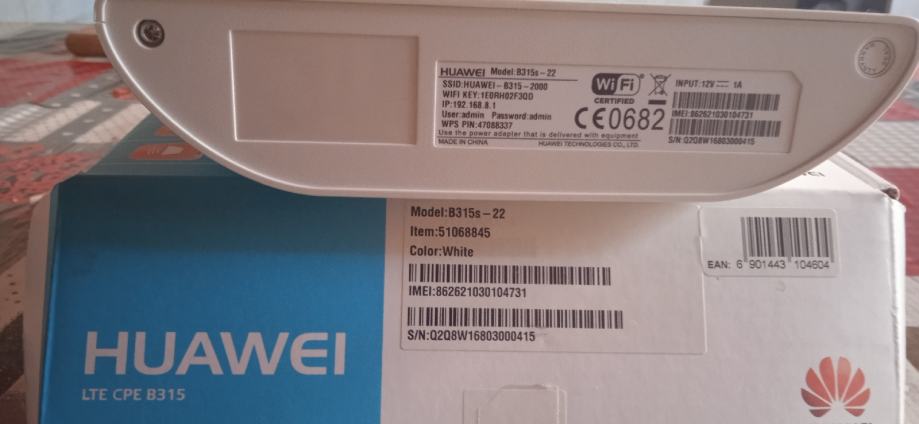 HUAWEI Model:B315s-22
SSID:HUAWEI-B315-2000
WIFI KEY:1E0RH02F3QD
IP:192.168.8.1
User:admin Password:admin
WPS PIN:47088337
Use the power adapter that is delivered with equipment
MADE IN CHINA HUAWEI TECHNOLOGIES CO., LTD.
WiFi
CERTIFIED
CE0682
INPUT:12V 1A
IMEI:862621030104731
S/N:Q2Q8W16803000415
Model:B315s-22
Item:51068845
Color:White
IMEI:862621030104731
S/N:Q2Q8W16803000415
EAN: 6 901443 104604
HUAWEI
LTE CPE B315